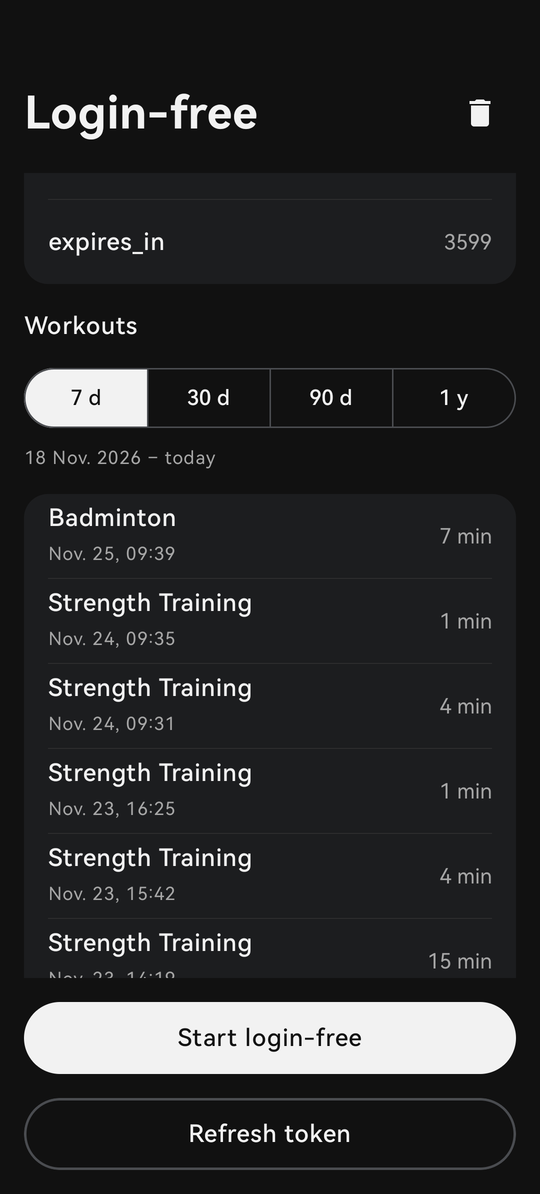 Login-free
expires_in 3599
Workouts
7 d 30 d 90 d 1 y
18 Nov. 2026 – today
Badminton
Nov. 25, 09:39
7 min
Strength Training
Nov. 24, 09:35
1 min
Strength Training
Nov. 24, 09:31
4 min
Strength Training
Nov. 23, 16:25
1 min
Strength Training
Nov. 23, 15:42
4 min
Strength Training
Nov. 23,
15 min
Start login-free
Refresh token